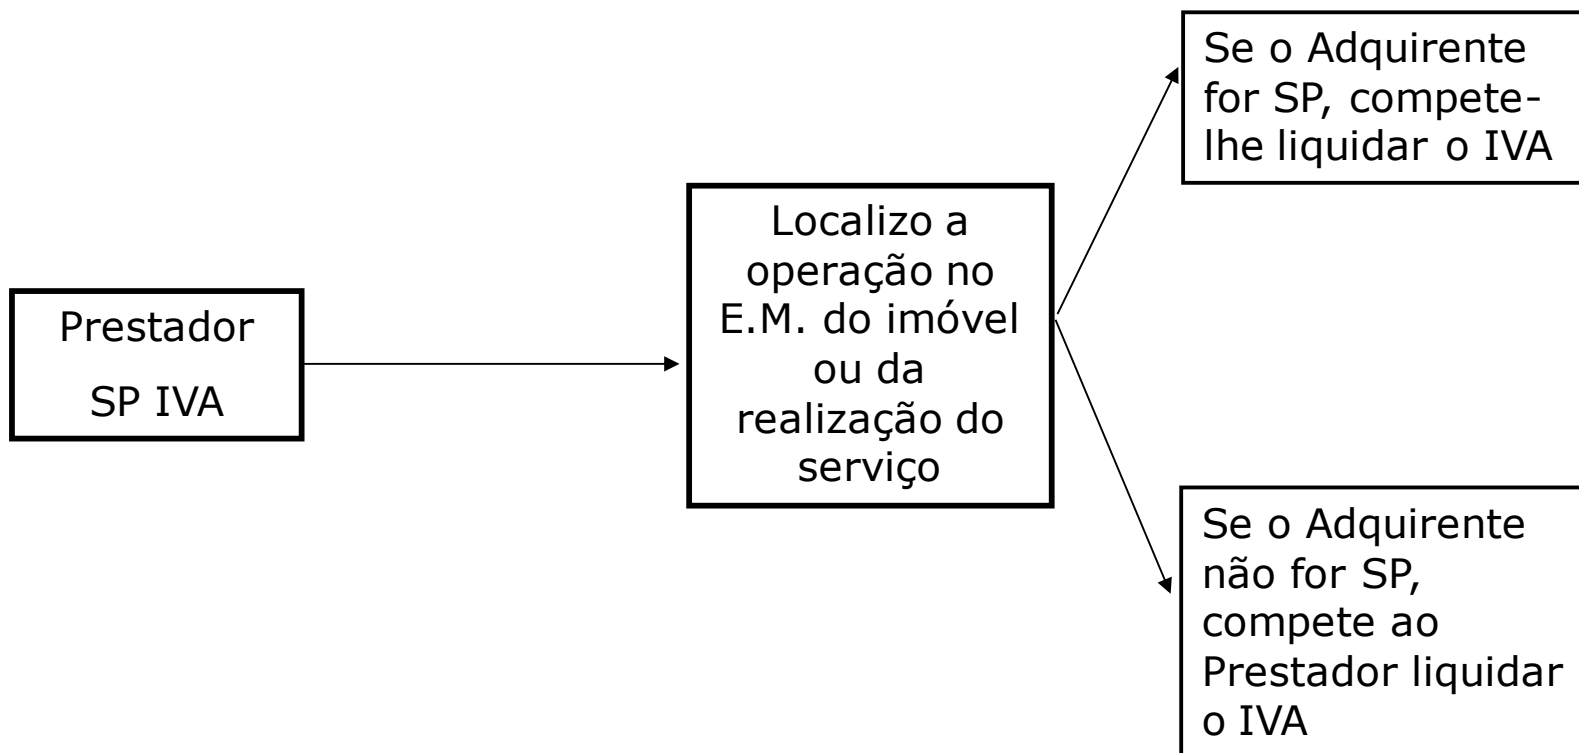 Prestador
SP IVA
Localizo a
operação no
E.M. do imóvel
ou da
realização do
serviço
Se o Adquirente
for SP, compete-
lhe liquidar o IVA
Se o Adquirente
não for SP,
compete ao
Prestador liquidar
o IVA